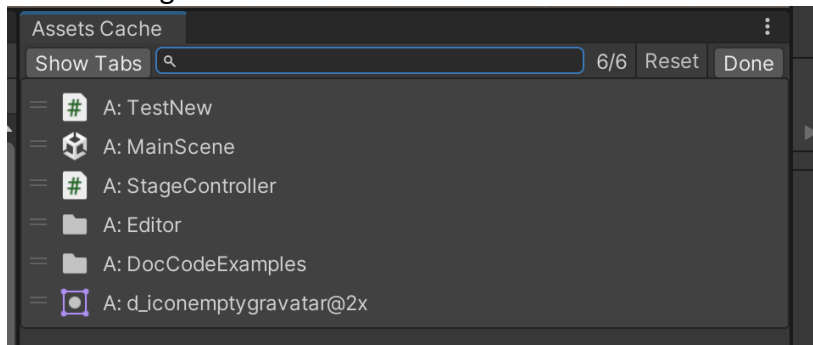 Assets Cache
Show Tabs 6/6 Reset Done
# A: TestNew
A: MainScene
# A: StageController
A: Editor
A: DocCodeExamples
A: d_iconemptygravatar@2x